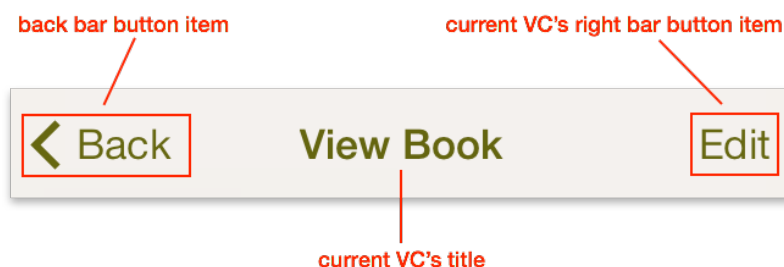 back bar button item
current VC's right bar button item
Back
View Book
Edit
current VC's title